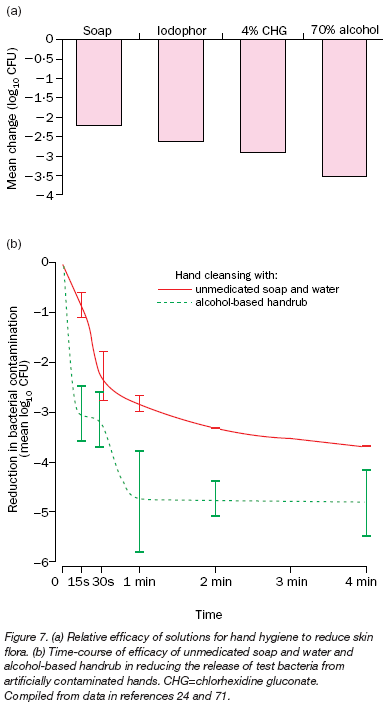 (a)
Soap Iodophor 4% CHG 70% alcohol
0
–0·5
–1
–1·5
–2
–2·5
–3
–3·5
–4
Mean change (log10 CFU)
(b)
Hand cleansing with:
unmedicated soap and water
alcohol-based handrub
0
–1
–2
–3
–4
–5
–6
Reduction in bacterial contamination
(mean log10 CFU)
0 15s 30s 1 min 2 min 3 min 4 min
Time
Figure 7. (a) Relative efficacy of solutions for hand hygiene to reduce skin
flora. (b) Time-course of efficacy of unmedicated soap and water and
alcohol-based handrub in reducing the release of test bacteria from
artificially contaminated hands. CHG=chlorhexidine gluconate.
Compiled from data in references 24 and 71.